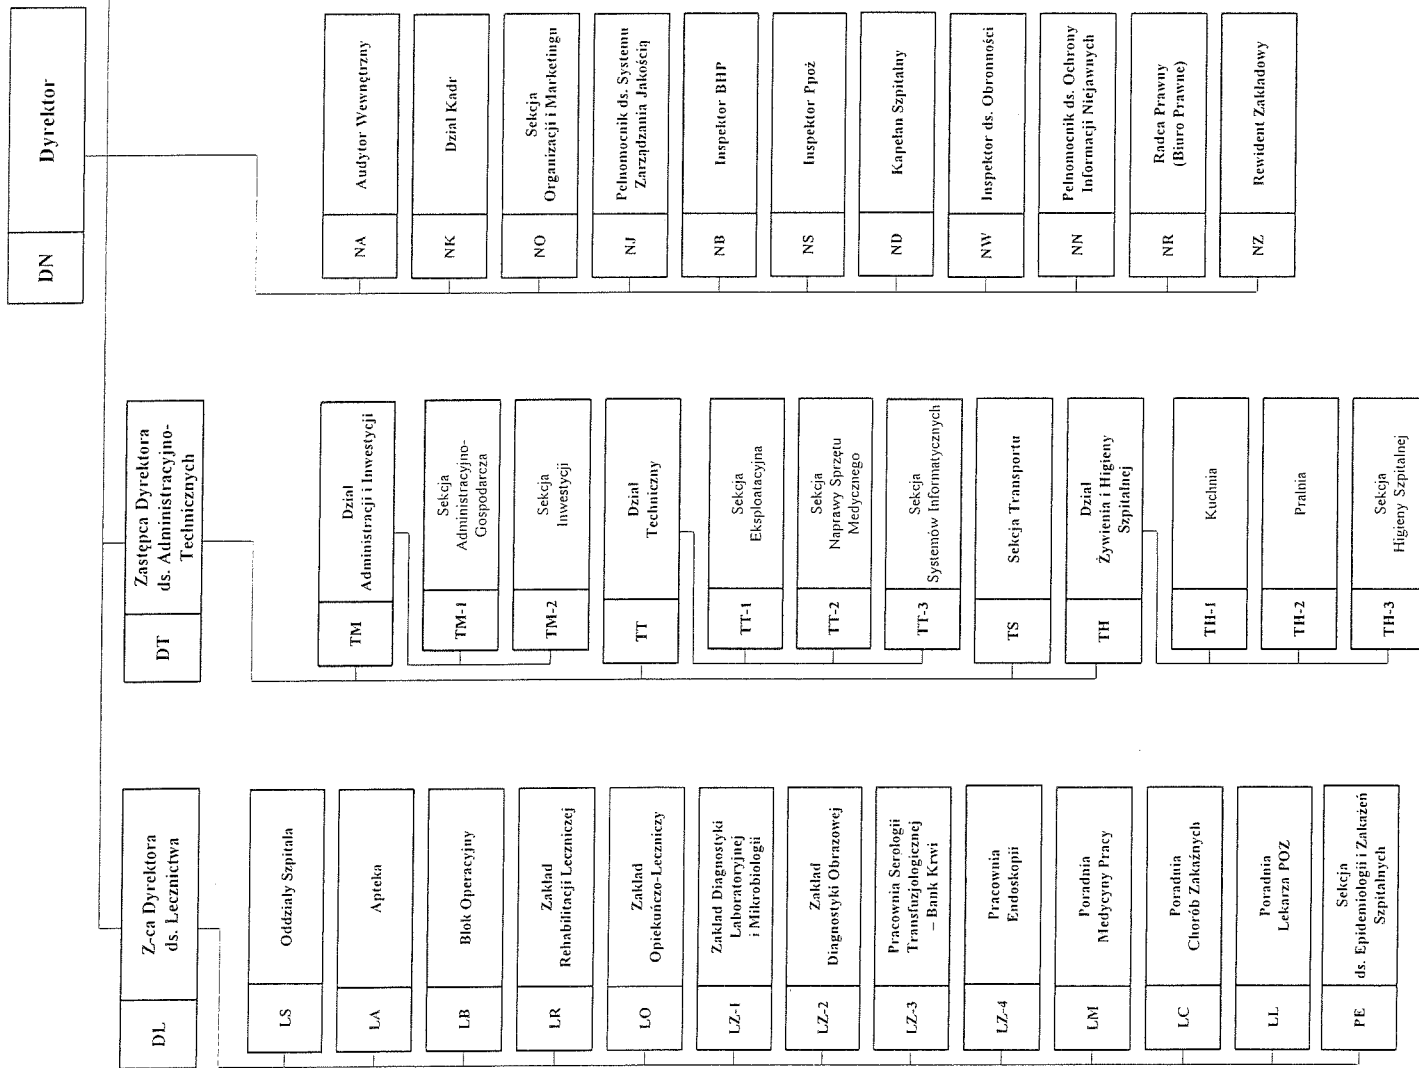 DN
Dyrektor
NA
Audytor Wewnętrzny
NK
Dział Kadr
NO
Sekcja
Organizacji i Marketingu
NJ
Pełnomocnik ds. Systemu
Zarządzania Jakością
NB
Inspektor BHP
NS
Inspektor Ppoż
ND
Kapelan Szpitalny
NW
Inspektor ds. Obronności
NN
Pełnomocnik ds. Ochrony
Informacji Niejawnych
NR
Radca Prawny
(Biuro Prawne)
NZ
Rewident Zakładowy
DT
Zastępca Dyrektora
ds. Administracyjno-
Technicznych
TM
Dział
Administracji i Inwestycji
TM-1
Sekcja
Administracyjno-
Gospodarcza
TM-2
Sekcja
Inwestycji
TT
Dział
Techniczny
TT-1
Sekcja
Eksploatacyjna
TT-2
Sekcja
Naprawy Sprzętu
Medycznego
TT-3
Sekcja
Systemów Informatycznych
TS
Sekcja Transportu
TH
Dział
Żywienia i Higieny
Szpitalnej
TH-1
Kuchnia
TH-2
Pralnia
TH-3
Sekcja
Higieny Szpitalnej
DL
Z-ca Dyrektora
ds. Lecznictwa
LS
Oddziały Szpitala
LA
Apteka
LB
Blok Operacyjny
LR
Zakład
Rehabilitacji Leczniczej
LO
Zakład
Opiekuńczo-Leczniczy
LZ-1
Zakład Diagnostyki
Laboratoryjnej
i Mikrobiologii
LZ-2
Zakład
Diagnostyki Obrazowej
LZ-3
Pracownia Serologii
Transfuzjologicznej
– Bank Krwi
LZ-4
Pracownia
Endoskopii
LM
Poradnia
Medycyny Pracy
LC
Poradnia
Chorób Zakaźnych
LL
Poradnia
Lekarza POZ
PE
Sekcja
ds. Epidemiologii i Zakażeń
Szpitalnych